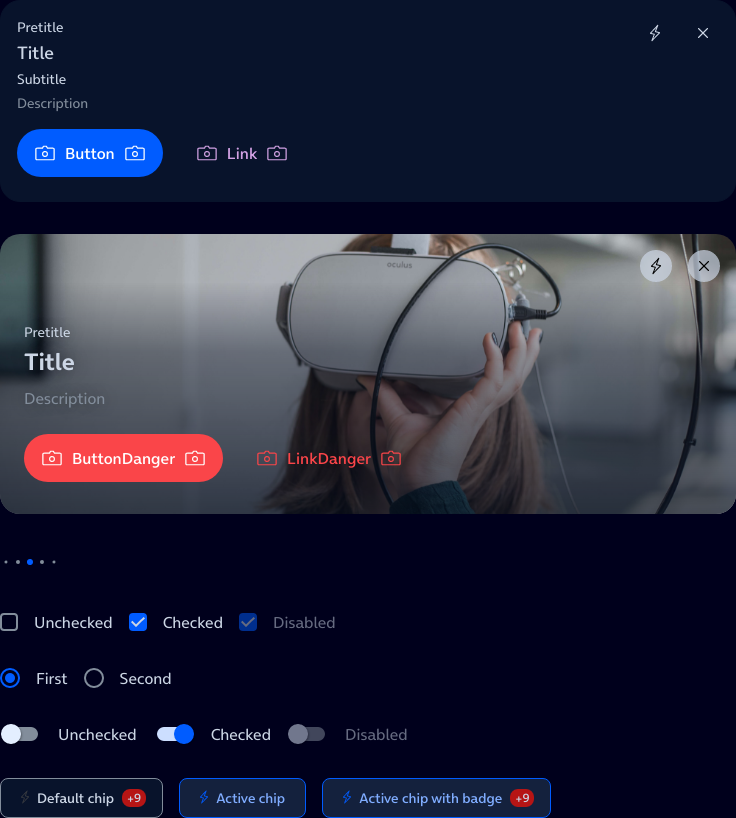 Pretitle
Title
Subtitle
Description
Button
Link
oculus
Pretitle
Title
Description
ButtonDanger
LinkDanger
Unchecked
Checked
Disabled
First
Second
Unchecked
Checked
Disabled
Default chip +9
Active chip
Active chip with badge +9